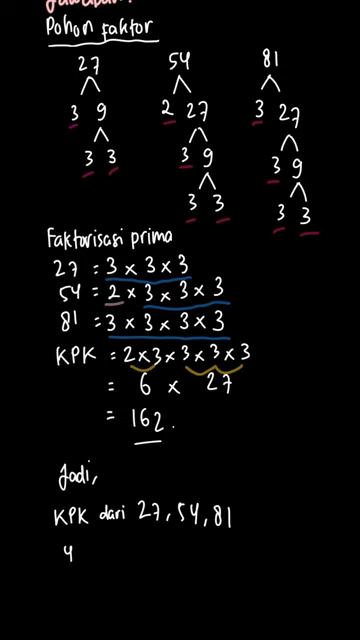 Jawaban:
Pohon faktor
27 54 81
3 9 2 27 3 27
3 3 3 9 3 9
3 3 3 3
Faktorisasi prima
27 = 3 × 3 × 3
54 = 2 × 3 × 3 × 3
81 = 3 × 3 × 3 × 3
KPK = 2 × 3 × 3 × 3 × 3
= 6 × 27
= 162.
Jadi,
KPK dari 27, 54, 81
y